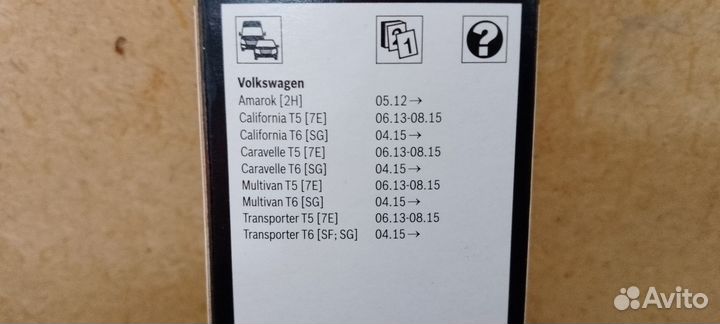 2 1 ?
Volkswagen
Amarok [2H] 05.12→
California T5 [7E] 06.13-08.15
California T6 [SG] 04.15→
Caravelle T5 [7E] 06.13-08.15
Caravelle T6 [SG] 04.15→
Multivan T5 [7E] 06.13-08.15
Multivan T6 [SG] 04.15→
Transporter T5 [7E] 06.13-08.15
Transporter T6 [SF; SG] 04.15→
Avito